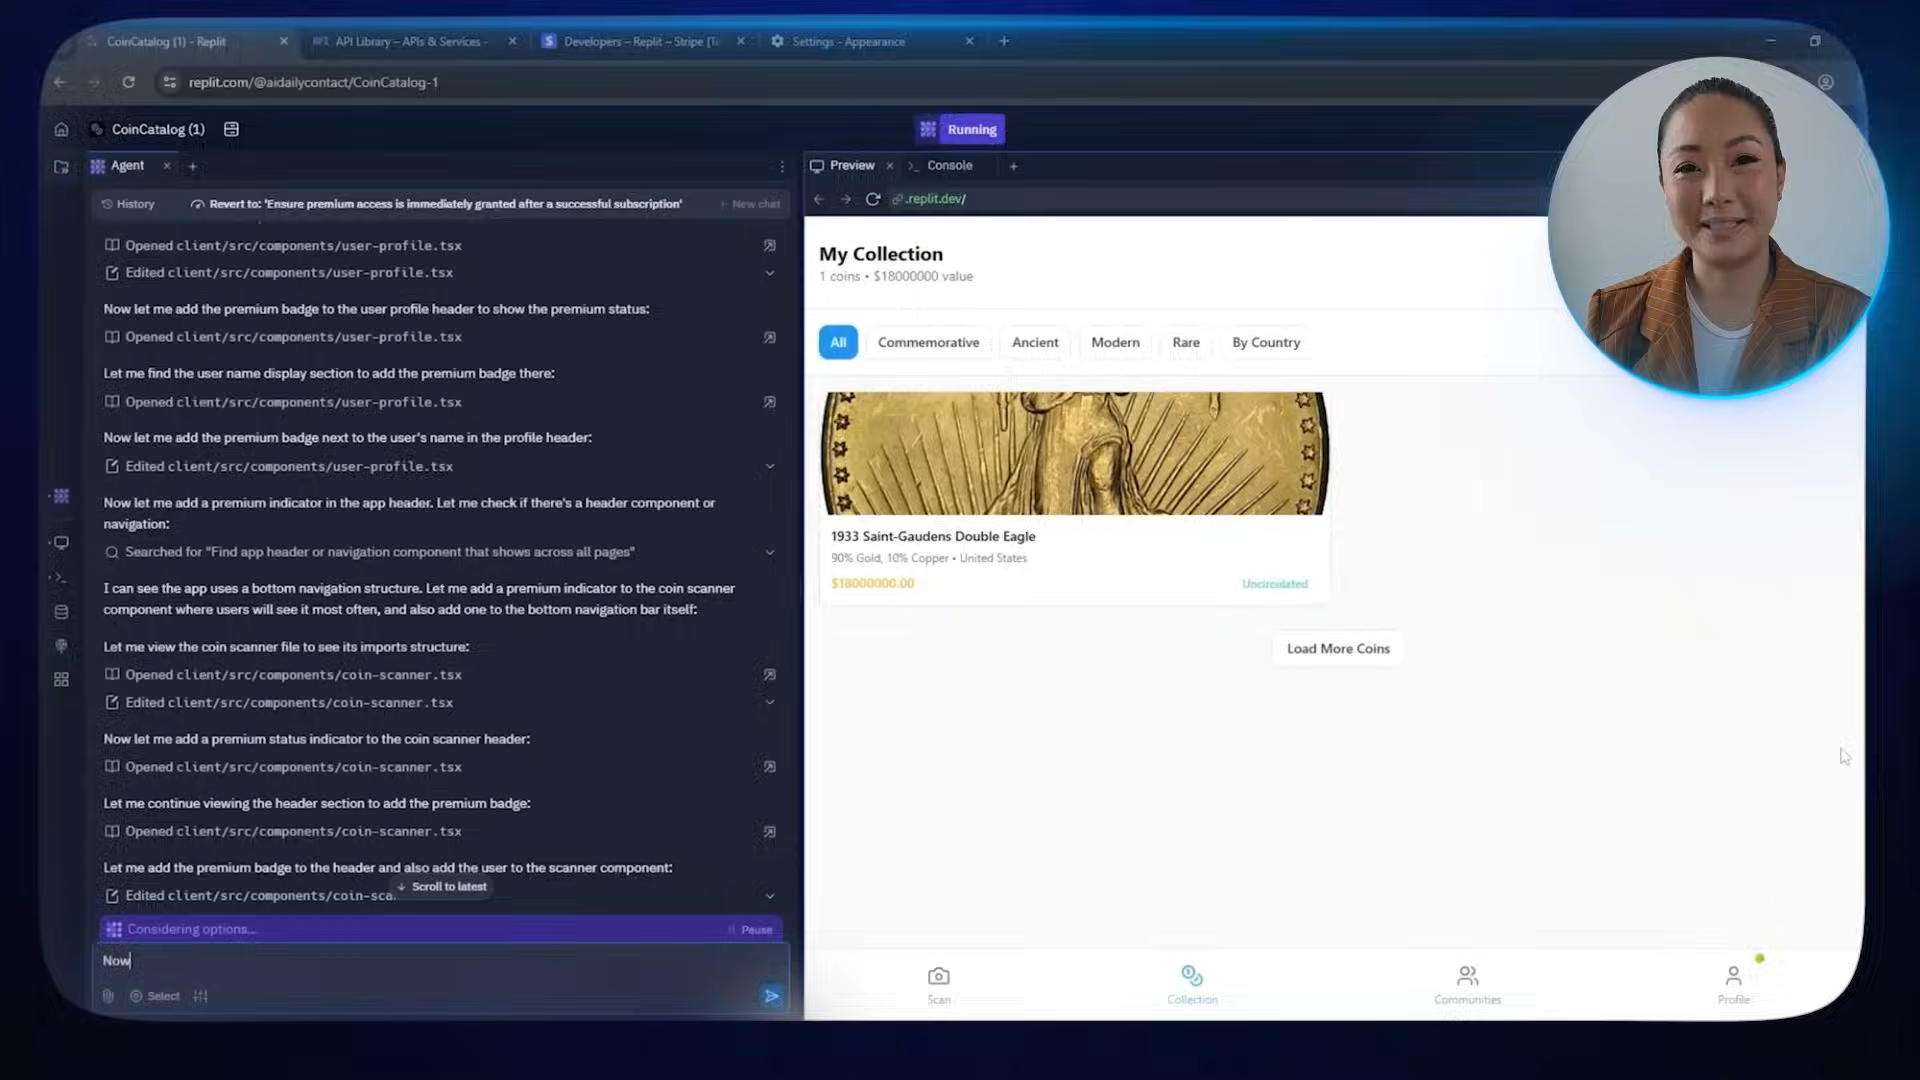 CoinCatalog (1) - Replit
API Library – APIs & Services -
Developers – Replit – Stripe [Te
Settings - Appearance
replit.com/@aidailycontact/CoinCatalog-1
CoinCatalog (1)
Running
Agent
History
Revert to: 'Ensure premium access is immediately granted after a successful subscription'
+ New chat
Opened client/src/components/user-profile.tsx
Edited client/src/components/user-profile.tsx
Now let me add the premium badge to the user profile header to show the premium status:
Opened client/src/components/user-profile.tsx
Let me find the user name display section to add the premium badge there:
Opened client/src/components/user-profile.tsx
Now let me add the premium badge next to the user's name in the profile header:
Edited client/src/components/user-profile.tsx
Now let me add a premium indicator in the app header. Let me check if there's a header component or
navigation:
Searched for "Find app header or navigation component that shows across all pages"
I can see the app uses a bottom navigation structure. Let me add a premium indicator to the coin scanner
component where users will see it most often, and also add one to the bottom navigation bar itself:
Let me view the coin scanner file to see its imports structure:
Opened client/src/components/coin-scanner.tsx
Edited client/src/components/coin-scanner.tsx
Now let me add a premium status indicator to the coin scanner header:
Opened client/src/components/coin-scanner.tsx
Let me continue viewing the header section to add the premium badge:
Opened client/src/components/coin-scanner.tsx
Let me add the premium badge to the header and also add the user to the scanner component:
Scroll to latest
Edited client/src/components/coin-sca
Considering options...
Pause
Now
Select
Preview
Console
.replit.dev/
My Collection
1 coins • $18000000 value
All
Commemorative
Ancient
Modern
Rare
By Country
1933 Saint-Gaudens Double Eagle
90% Gold, 10% Copper • United States
$18000000.00
Uncirculated
Load More Coins
Scan
Collection
Communities
Profile